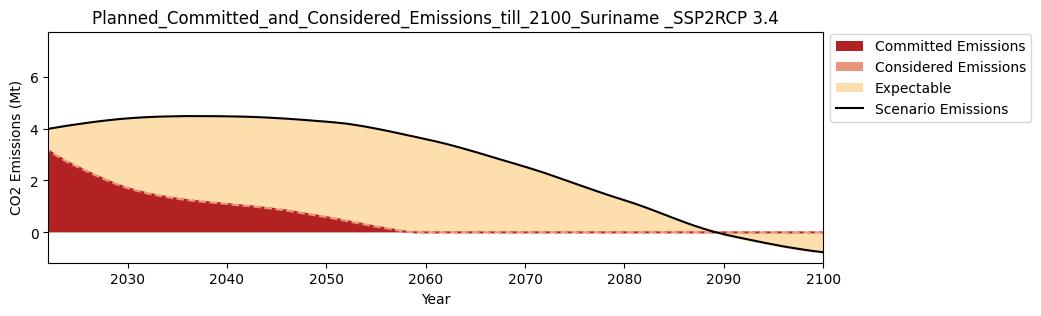 Planned_Committed_and_Considered_Emissions_till_2100_Suriname _SSP2RCP 3.4
Committed Emissions
Considered Emissions
Expectable
Scenario Emissions
CO2 Emissions (Mt)
6
4
2
0
2030 2040 2050 2060 2070 2080 2090 2100
Year